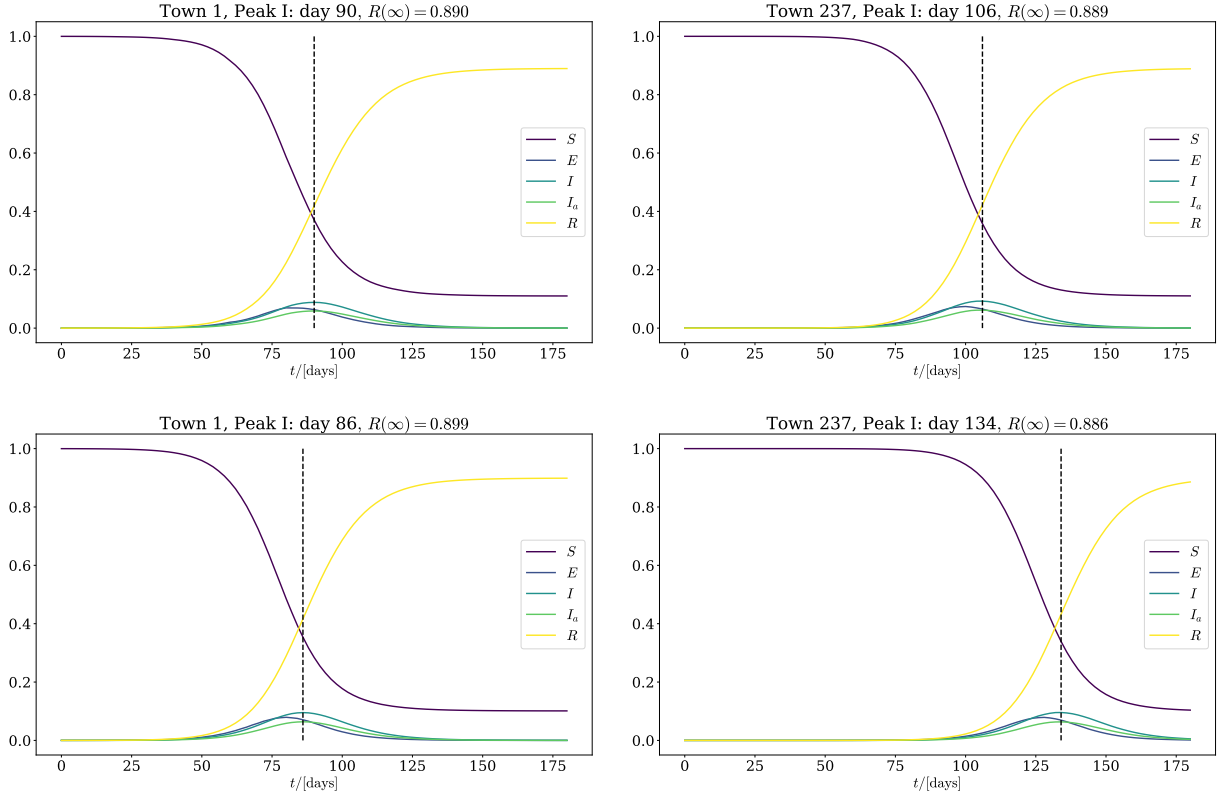 Town 1, Peak I: day 90, R(∞) = 0.890
1.0
0.8
0.6
0.4
0.2
0.0
0 25 50 75 100 125 150 175
t/[days]
S
E
I
I_a
R
Town 237, Peak I: day 106, R(∞) = 0.889
1.0
0.8
0.6
0.4
0.2
0.0
0 25 50 75 100 125 150 175
t/[days]
S
E
I
I_a
R
Town 1, Peak I: day 86, R(∞) = 0.899
1.0
0.8
0.6
0.4
0.2
0.0
0 25 50 75 100 125 150 175
t/[days]
S
E
I
I_a
R
Town 237, Peak I: day 134, R(∞) = 0.886
1.0
0.8
0.6
0.4
0.2
0.0
0 25 50 75 100 125 150 175
t/[days]
S
E
I
I_a
R